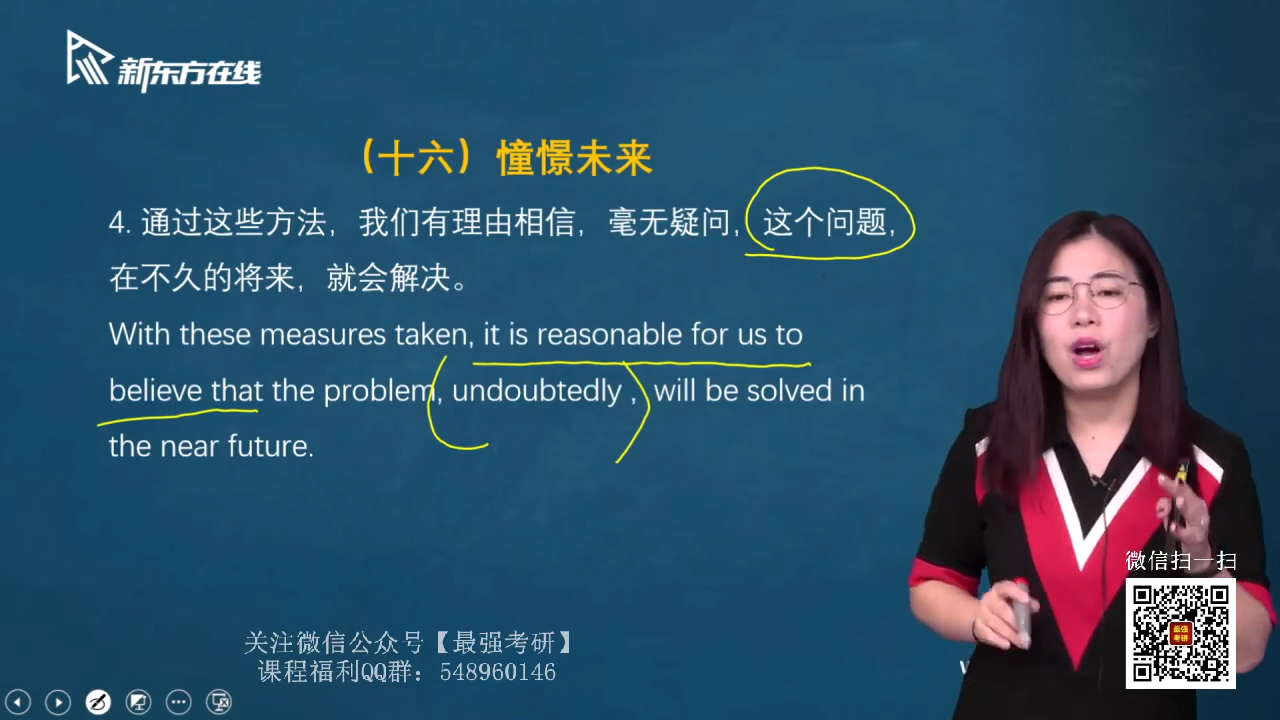 新东方在线
（十六）憧憬未来
4. 通过这些方法，我们有理由相信，毫无疑问，这个问题，
在不久的将来，就会解决。
With these measures taken, it is reasonable for us to
believe that the problem, undoubtedly , will be solved in
the near future.
微信扫一扫
最强
考研
关注微信公众号【最强考研】
课程福利QQ群：548960146